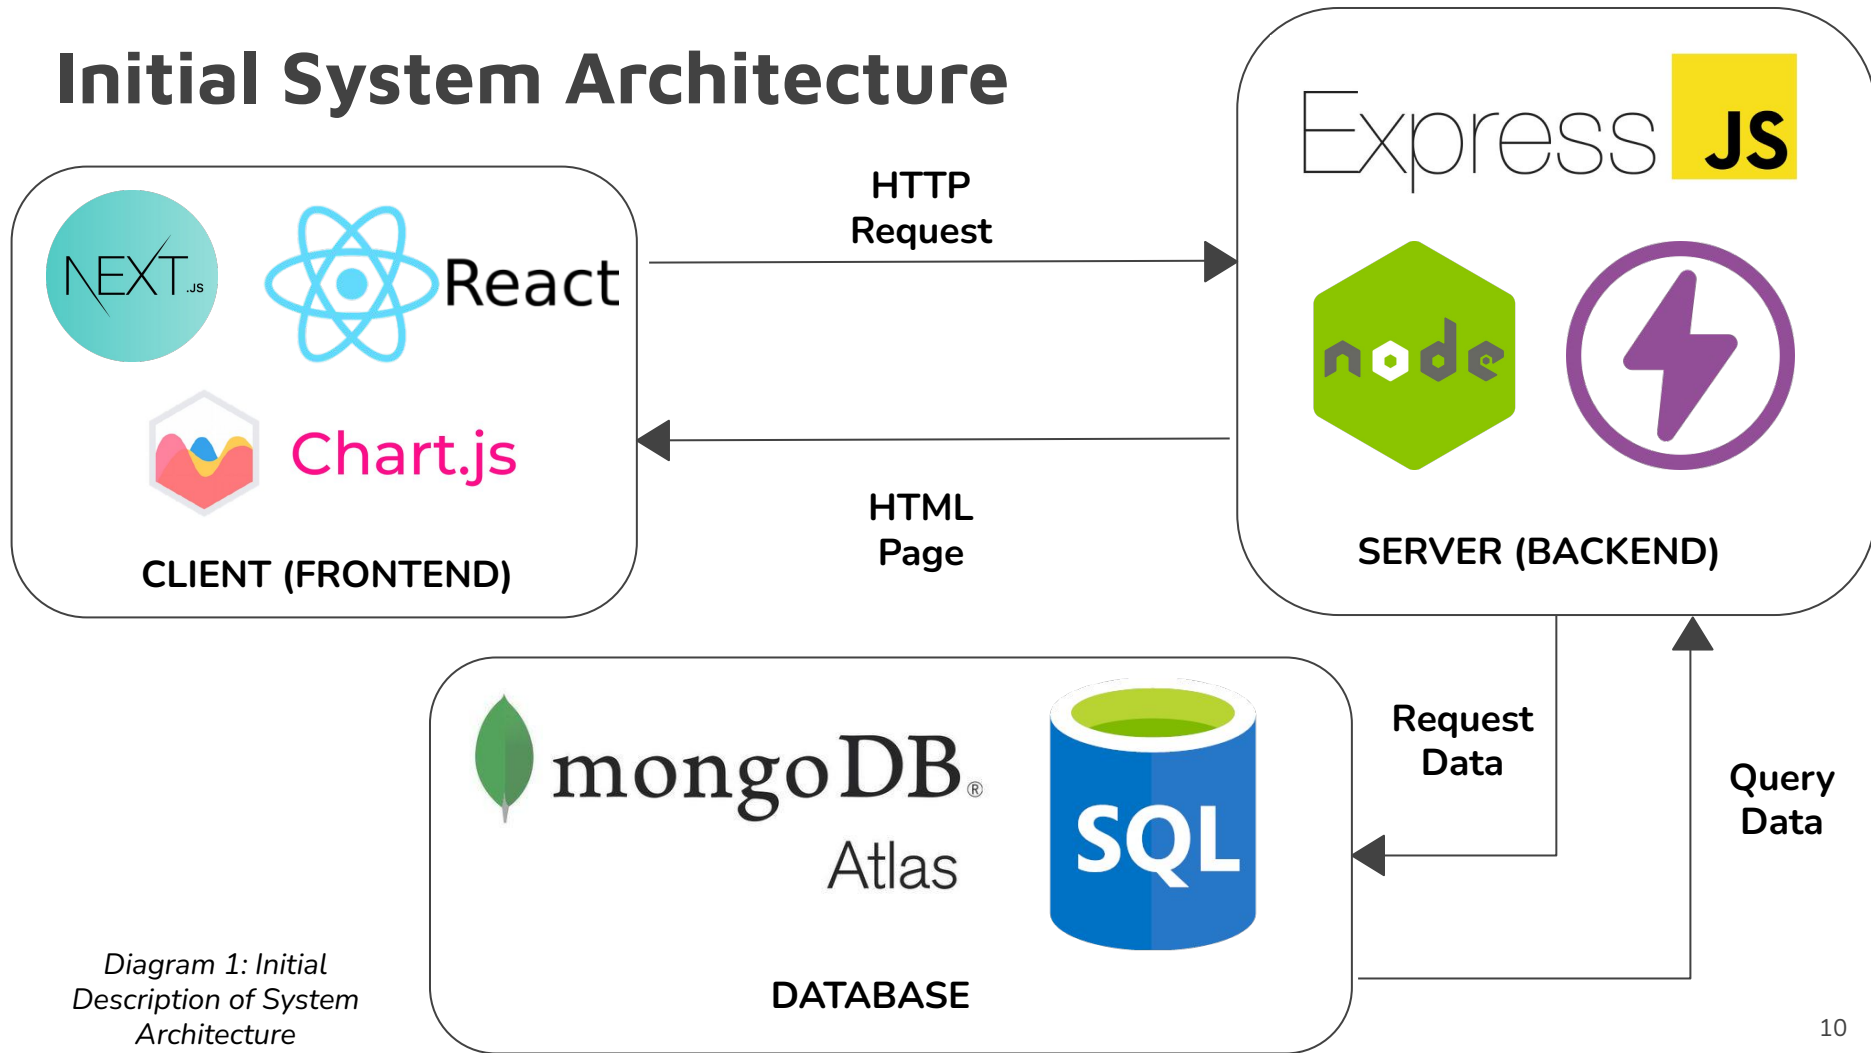 Initial System Architecture
NEXT.JS
React
Chart.js
CLIENT (FRONTEND)
HTTP
Request
HTML
Page
Express JS
node
SERVER (BACKEND)
mongoDB®
Atlas
SQL
DATABASE
Request
Data
Query
Data
Diagram 1: Initial
Description of System
Architecture
10